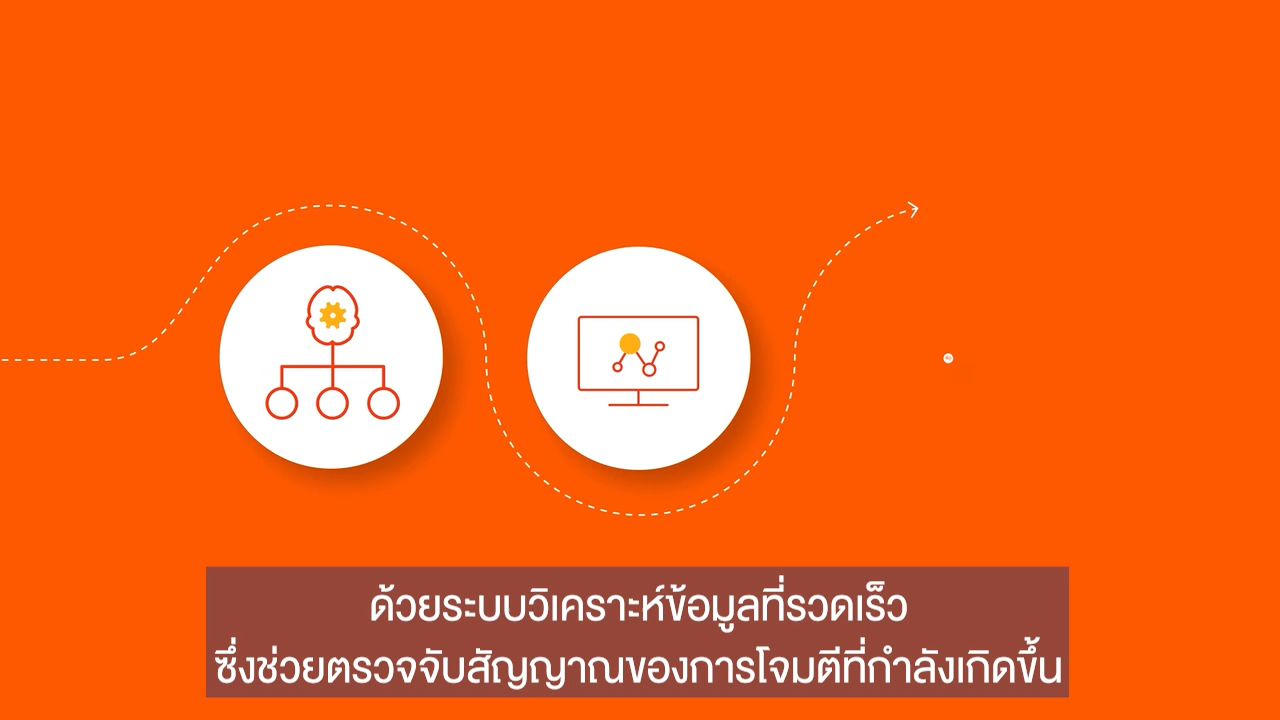 ด้วยระบบวิเคราะห์ข้อมูลที่รวดเร็ว
ซึ่งช่วยตรวจจับสัญญาณของการโจมตีที่กำลังเกิดขึ้น